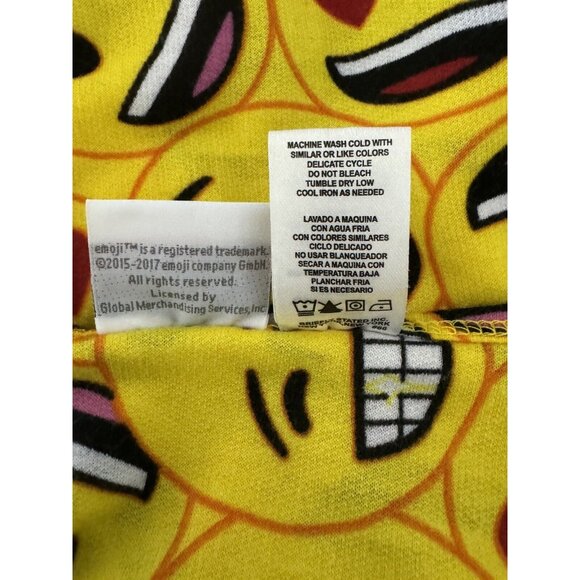 MACHINE WASH COLD WITH
SIMILAR OR LIKE COLORS
DELICATE CYCLE
DO NOT BLEACH
TUMBLE DRY LOW
COOL IRON AS NEEDED
LAVADO A MAQUINA
CON AGUA FRIA
CON COLORES SIMILARES
CICLO DELICADO
NO USAR BLANQUEADOR
SECAR A MAQUINA CON
TEMPERATURA BAJA
PLANCHAR FRIA
SI ES NECESARIO
BRIEFLY STATED INC.
emoji™ is a registered trademark.
©2015-2017 emoji company GmbH.
All rights reserved.
Licensed by
Global Merchandising Services, Inc